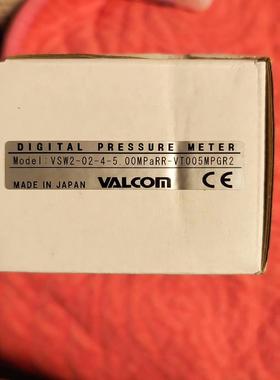 DIGITAL PRESSURE METER
Model:VSW2-02-4-5.00MPaRR-VT005MPGR2
MADE IN JAPAN VALCOM CE